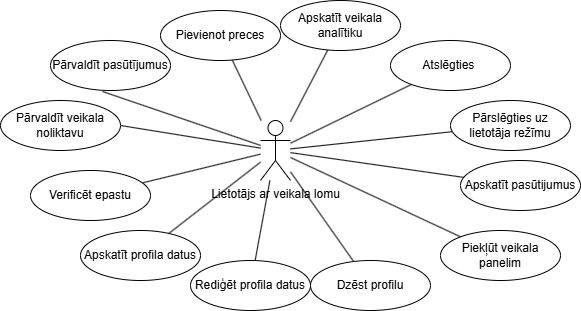 Apskatīt veikala
analītiku
Pievienot preces
Pārvaldīt pasūtījumus
Atslēgties
Pārvaldīt veikala
noliktavu
Pārslēgties uz
lietotāja režīmu
Verificēt epastu
Lietotājs ar veikala lomu
Apskatīt pasūtijumus
Apskatīt profila datus
Piekļūt veikala
panelim
Rediģēt profila datus
Dzēst profilu